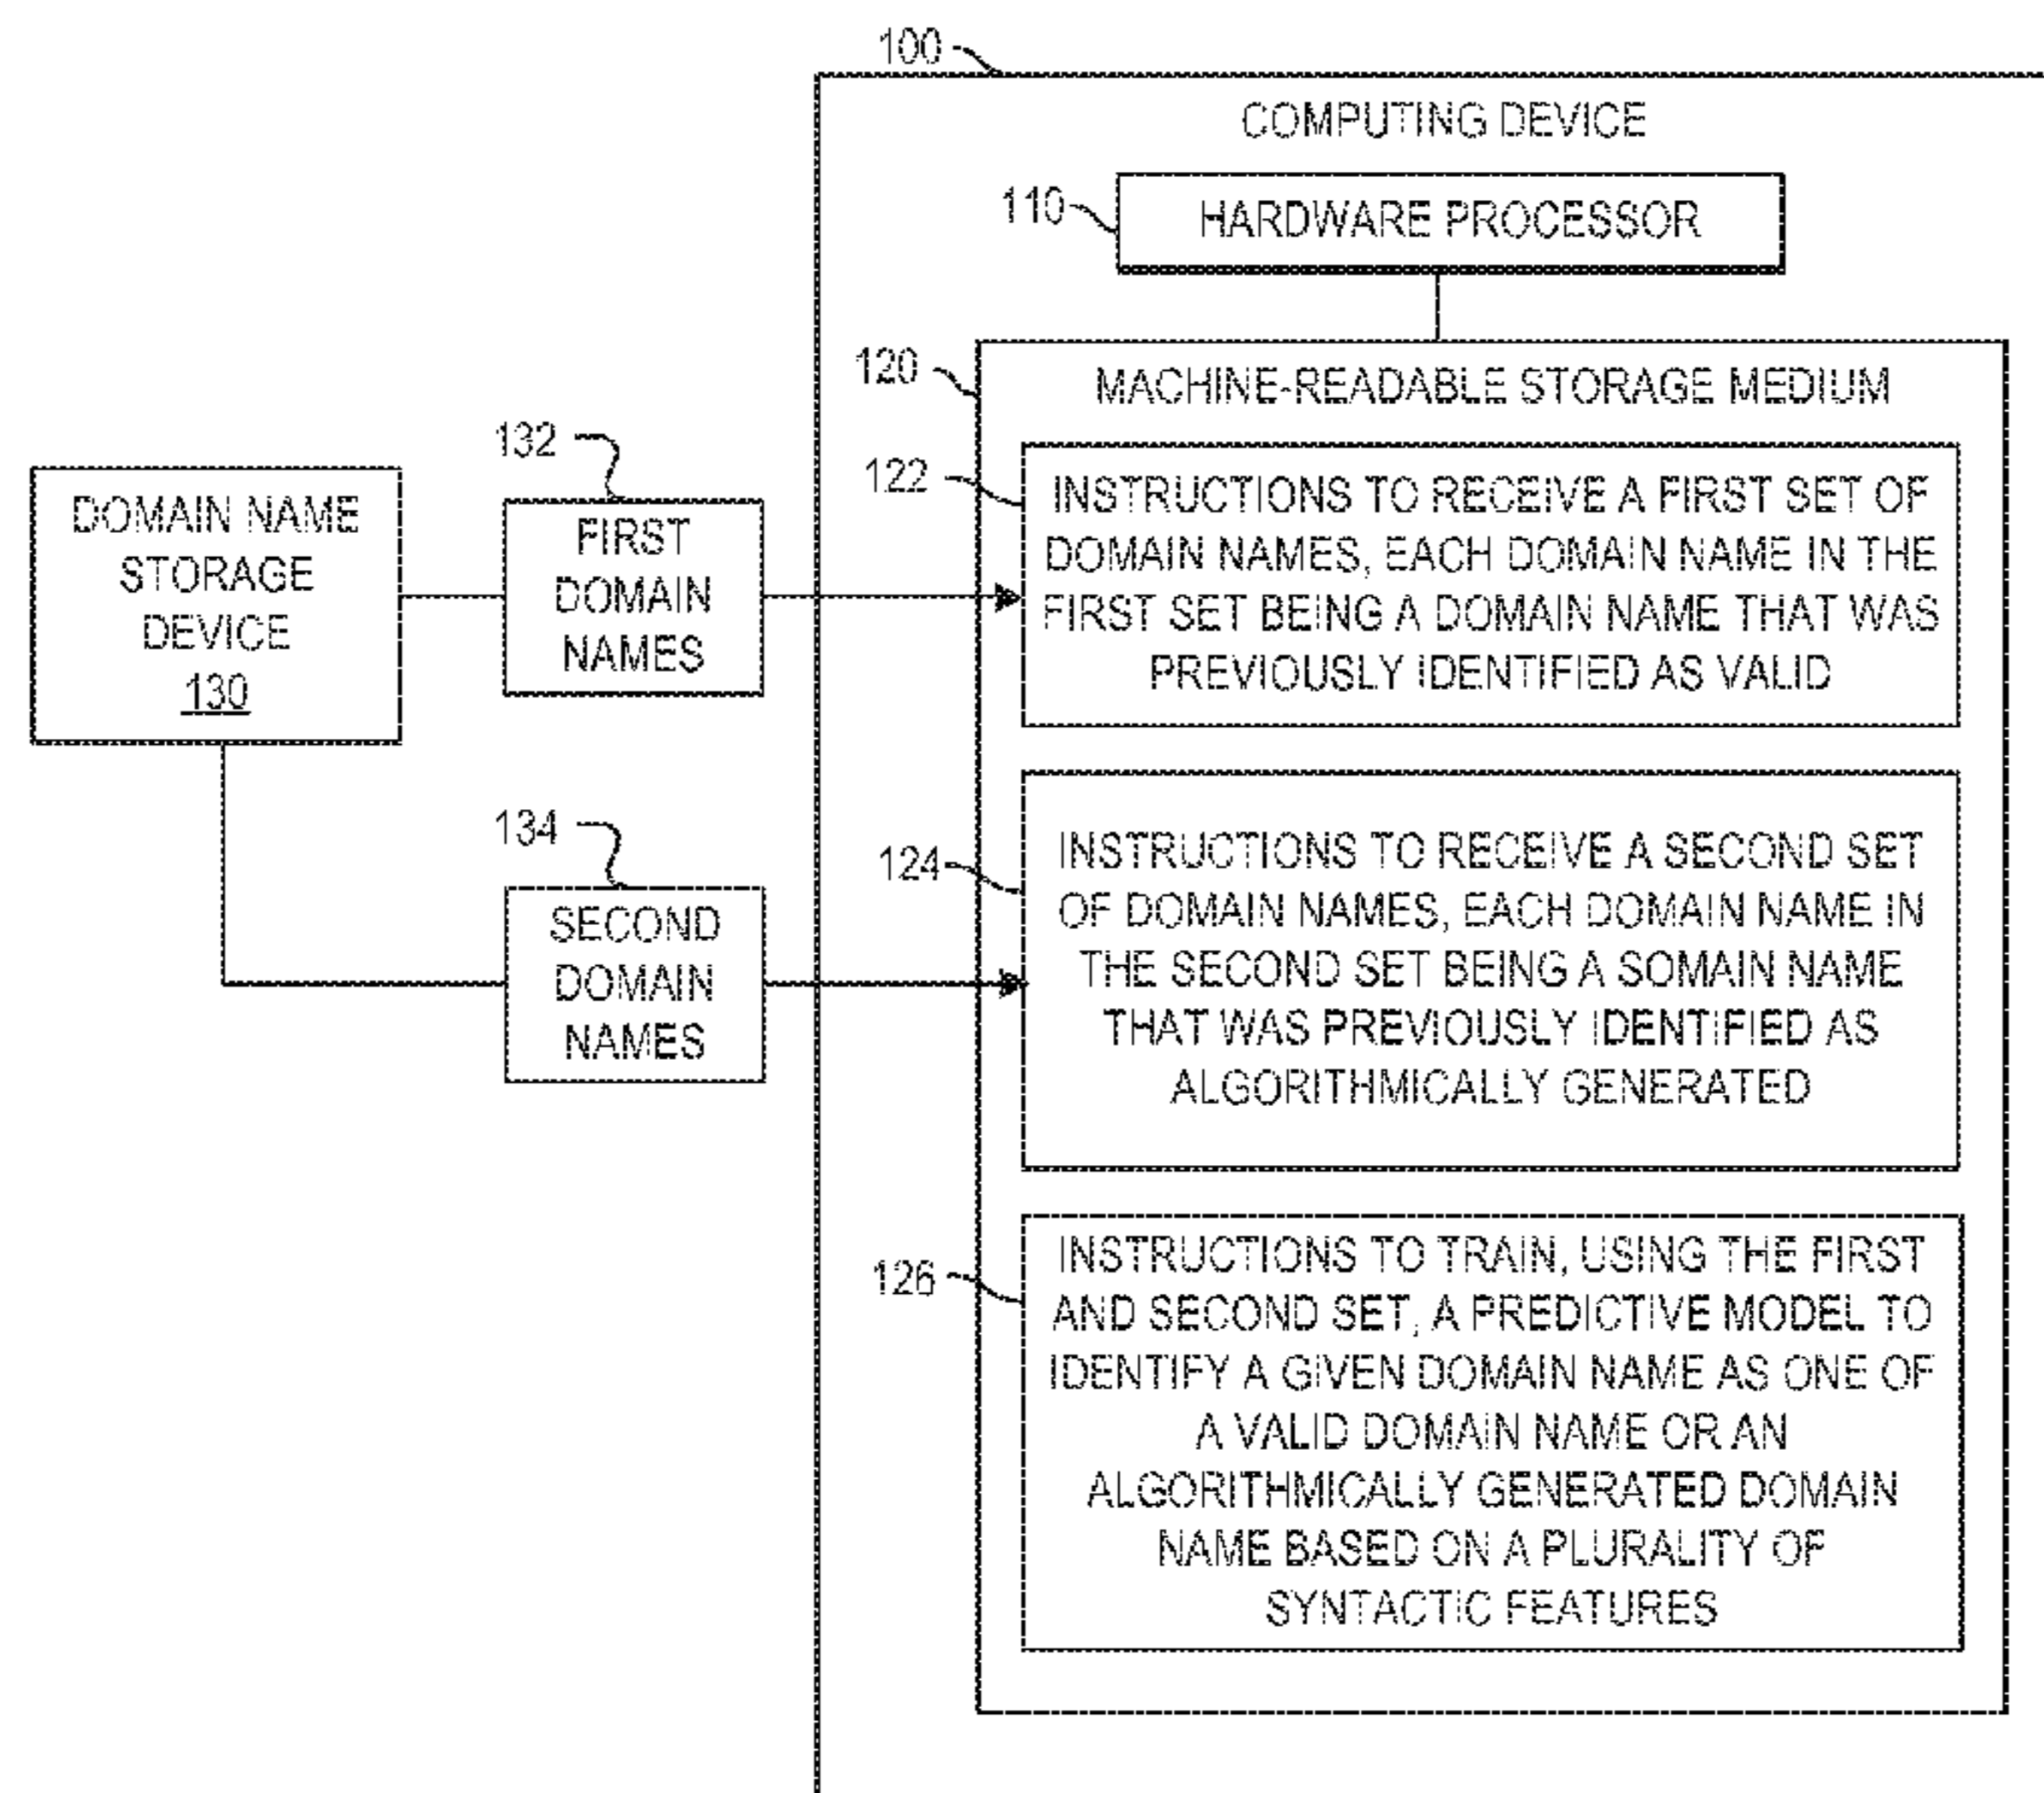 100
COMPUTING DEVICE
110
HARDWARE PROCESSOR
120
MACHINE-READABLE STORAGE MEDIUM
132
122
INSTRUCTIONS TO RECEIVE A FIRST SET OF
DOMAIN NAMES, EACH DOMAIN NAME IN THE
FIRST SET BEING A DOMAIN NAME THAT WAS
PREVIOUSLY IDENTIFIED AS VALID
DOMAIN NAME
STORAGE
DEVICE
130
FIRST
DOMAIN
NAMES
134
124
INSTRUCTIONS TO RECEIVE A SECOND SET
OF DOMAIN NAMES, EACH DOMAIN NAME IN
THE SECOND SET BEING A SOMAIN NAME
THAT WAS PREVIOUSLY IDENTIFIED AS
ALGORITHMICALLY GENERATED
SECOND
DOMAIN
NAMES
126
INSTRUCTIONS TO TRAIN, USING THE FIRST
AND SECOND SET, A PREDICTIVE MODEL TO
IDENTIFY A GIVEN DOMAIN NAME AS ONE OF
A VALID DOMAIN NAME OR AN
ALGORITHMICALLY GENERATED DOMAIN
NAME BASED ON A PLURALITY OF
SYNTACTIC FEATURES